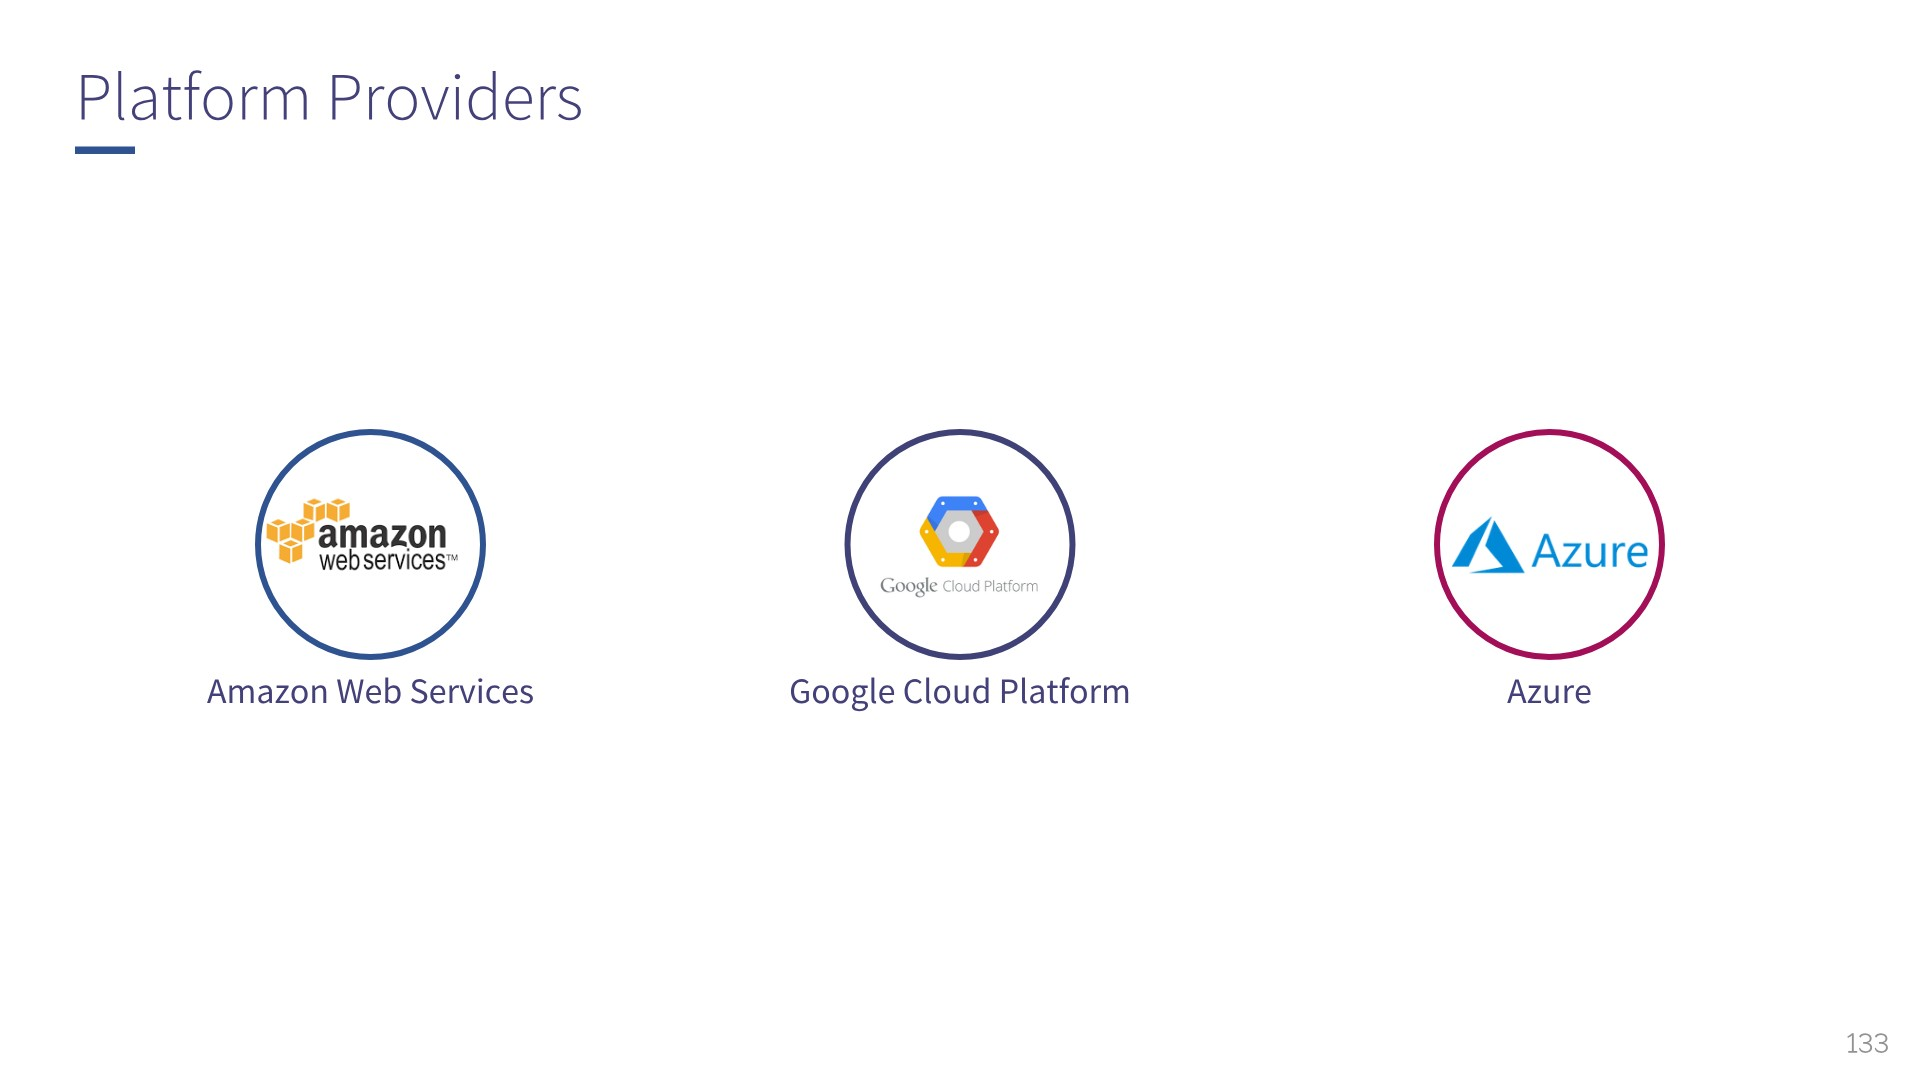 Platform Providers
amazon
web services™
Google Cloud Platform
Azure
Amazon Web Services
Google Cloud Platform
Azure
133